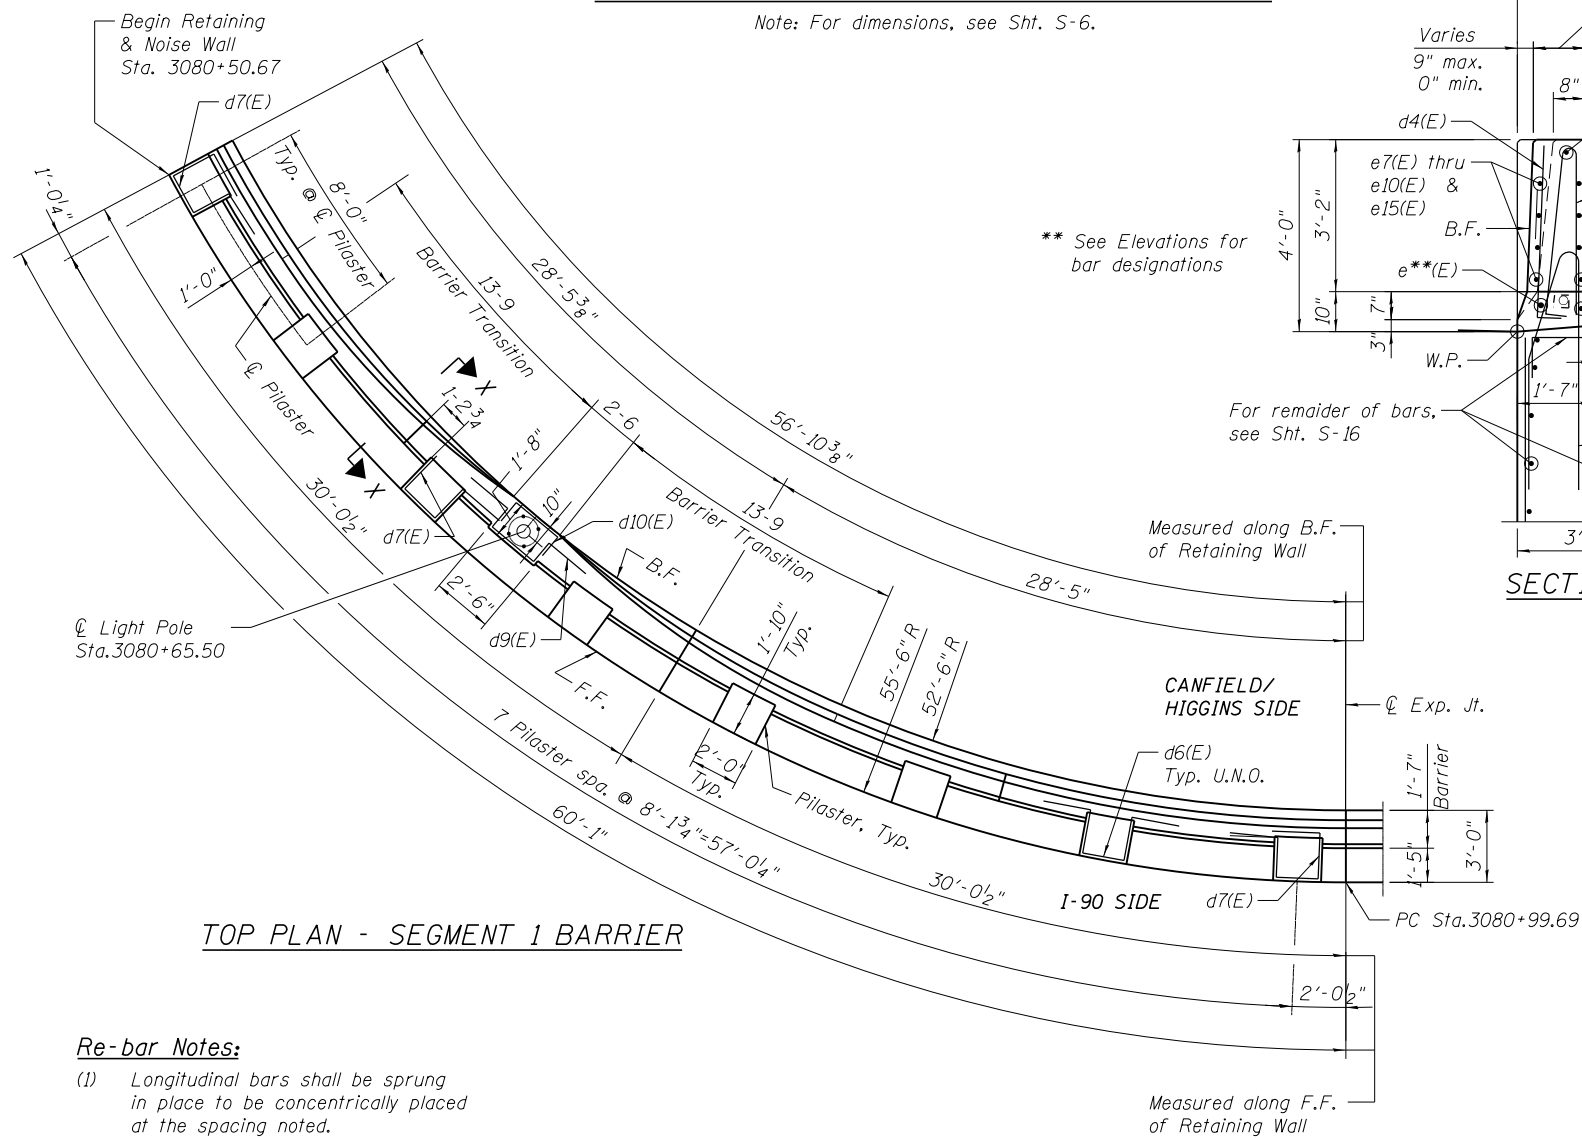 Note: For dimensions, see Sht. S-6.
Begin Retaining
& Noise Wall
Sta. 3080+50.67
d7(E)
1'-0¼"
8'-0"
Typ. @ ℄ Pilaster
1'-0"
℄ Pilaster
13-9
Barrier Transition
28'-5⅜"
56'-10⅜"
X
X
1-2¾
2-6
1'-8"
10"
d10(E)
13-9
Barrier Transition
30'-0½"
d7(E)
2'-6"
d9(E)
B.F.
F.F.
℄ Light Pole
Sta.3080+65.50
1'-10"
Typ.
2'-0"
Typ.
55'-6" R
52'-6" R
28'-5"
Measured along B.F.
of Retaining Wall
CANFIELD/
HIGGINS SIDE
℄ Exp. Jt.
d6(E)
Typ. U.N.O.
Pilaster, Typ.
7 Pilaster spa. @ 8'-1¾"=57'-0¼"
60'-1"
30'-0½"
I-90 SIDE
d7(E)
1'-7"
Barrier
1'-5"
3'-0"
PC Sta.3080+99.69
2'-0½"
Measured along F.F.
of Retaining Wall
TOP PLAN - SEGMENT 1 BARRIER
Re-bar Notes:
(1) Longitudinal bars shall be sprung
in place to be concentrically placed
at the spacing noted.
Varies
9" max.
0" min.
8"
d4(E)
e7(E) thru
e10(E) &
e15(E)
B.F.
e**(E)
4'-0"
3'-2"
10"
7"
3"
W.P.
1'-7"
** See Elevations for
bar designations
For remaider of bars,
see Sht. S-16
3'
SECTI